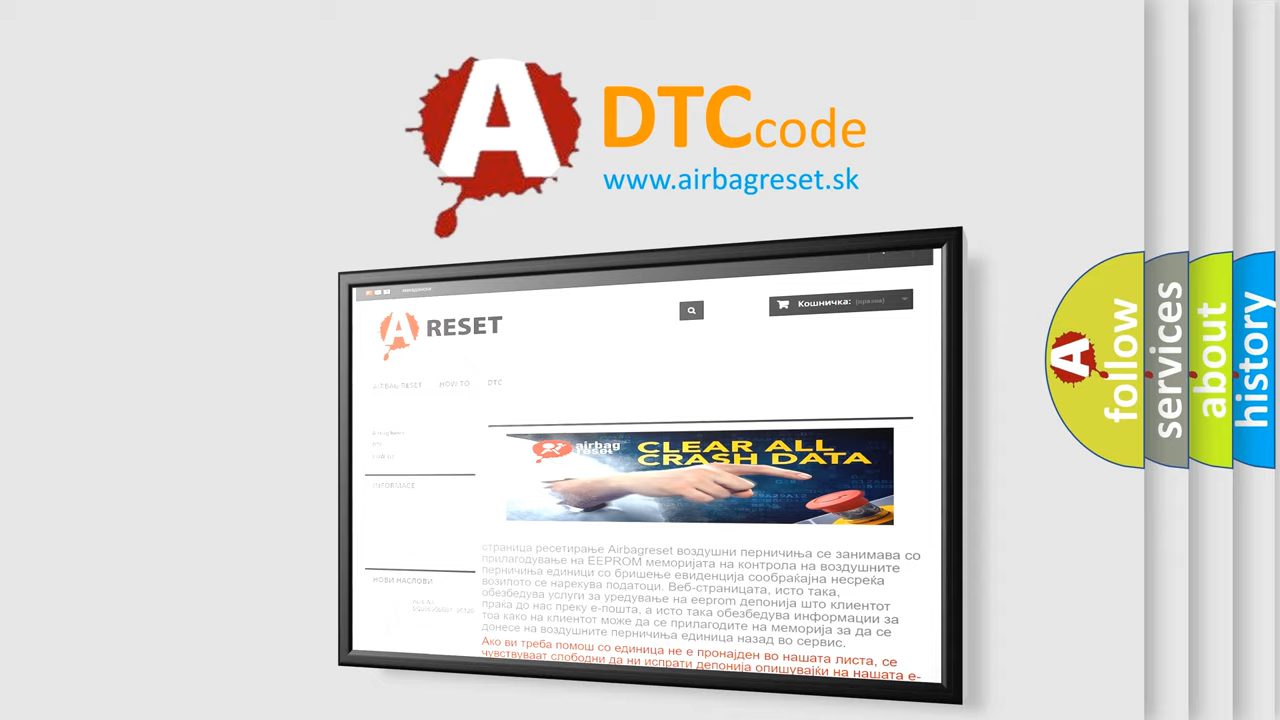 A DTC code
www.airbagreset.sk
A RESET
Кошничка: (празна)
AIRBAG RESET HOW TO DTC
INFORMACE
airbag reset
CLEAR ALL
CRASH DATA
страница ресетирање Airbagreset воздушни перничиња се занимава со
прилагодување на EEPROM меморијата на контрола на воздушните
перничиња единици со бришење евиденција сообраќајна несреќа
возилото се нарекува податоци. Веб-страницата, исто така,
обезбедува услуги за уредување на eeprom депонија што клиентот
праќа до нас преку е-пошта, а исто така обезбедува информации за
тоа како на клиентот може да се прилагодите на меморија за да се
донесе на воздушните перничиња единица назад во сервис.
Ако ви треба помош со единица не е пронајден во нашата листа, се
чувствуваат слободни да ни испрати депонија опишувајќи на нашата е-
НОВИ НАСЛОВИ
A follow
services
about
history